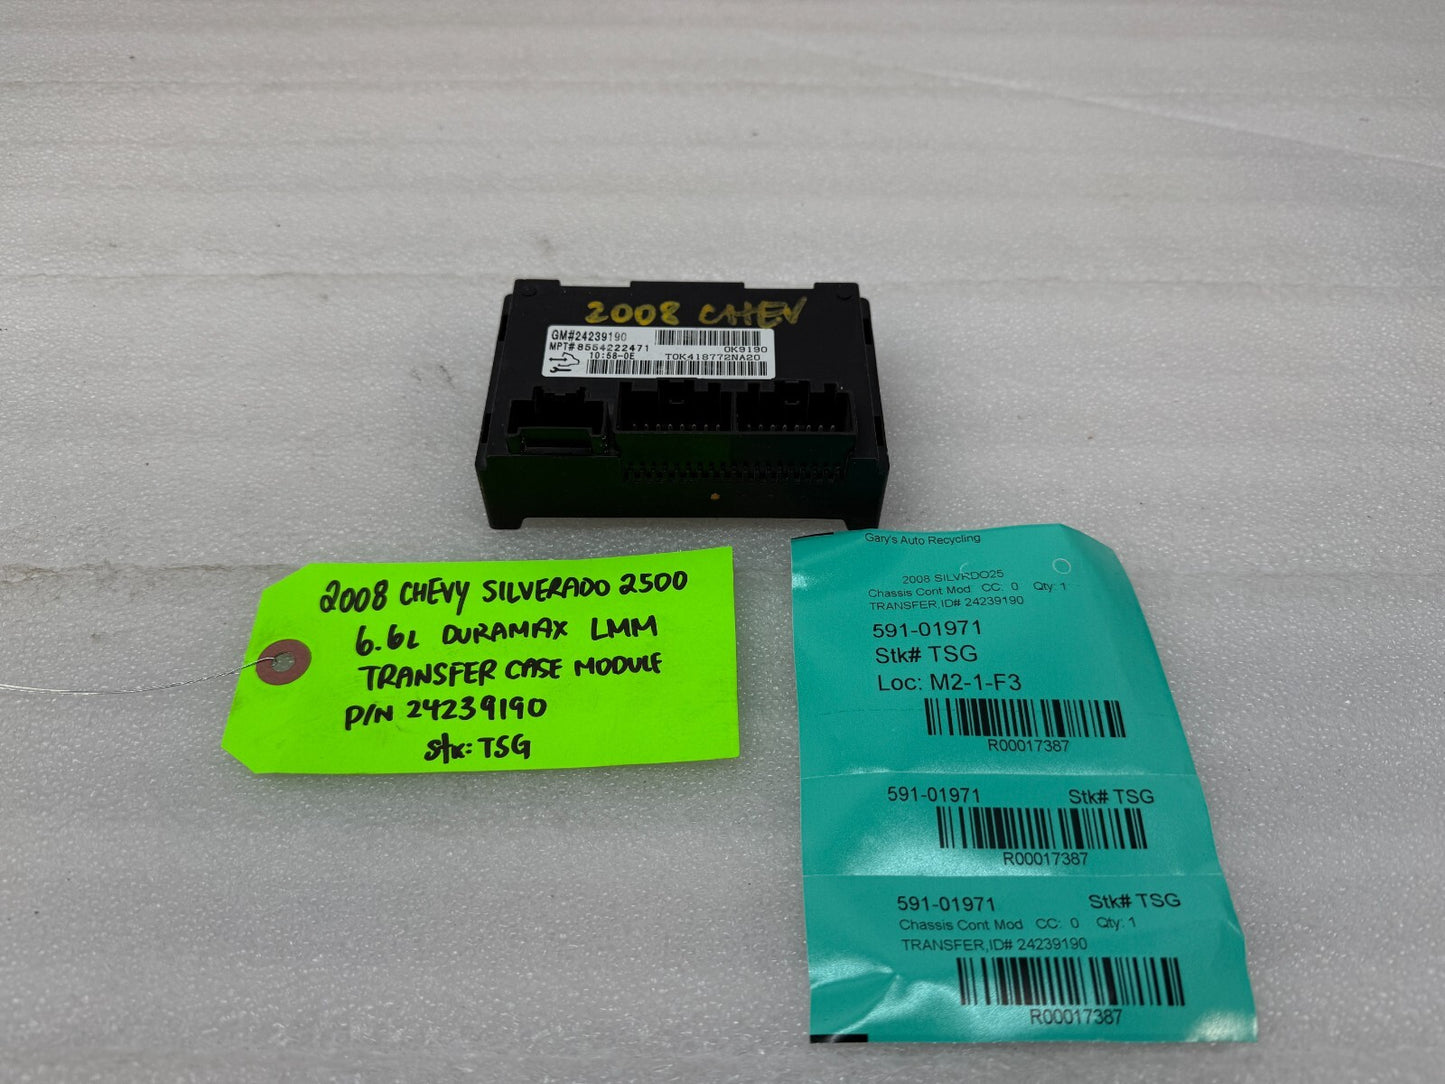 2008 CHEV
GM#24239190
MPT#8554222471 0K9190
10:58-0E T0K418772NA20
2008 CHEVY SILVERADO 2500
6.6L DURAMAX LMM
TRANSFER CASE MODULE
P/N 24239190
Stk: TSG
Gary's Auto Recycling
2008 SILVRDO25
Chassis Cont Mod CC: 0 Qty: 1
TRANSFER,ID# 24239190
591-01971
Stk# TSG
Loc: M2-1-F3
R00017387
591-01971 Stk# TSG
R00017387
591-01971 Stk# TSG
Chassis Cont Mod CC: 0 Qty: 1
TRANSFER,ID# 24239190
R00017387